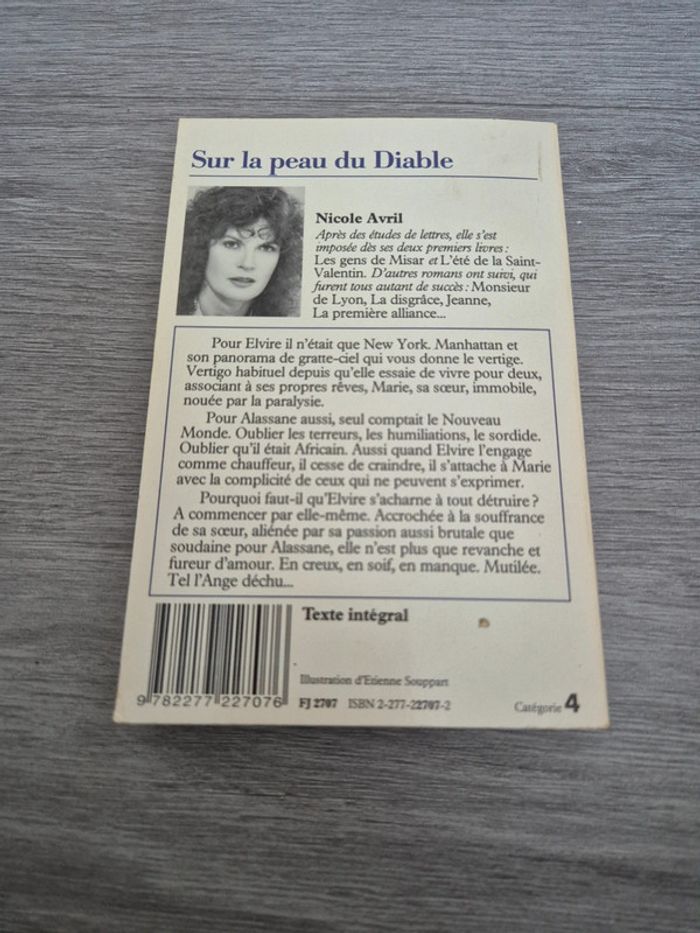 Sur la peau du Diable
Nicole Avril
Après des études de lettres, elle s'est
imposée dès ses deux premiers livres :
Les gens de Misar et L'été de la Saint-
Valentin. D'autres romans ont suivi, qui
furent tous autant de succès : Monsieur
de Lyon, La disgrâce, Jeanne,
La première alliance...
Pour Elvire il n'était que New York. Manhattan et
son panorama de gratte-ciel qui vous donne le vertige.
Vertigo habituel depuis qu'elle essaie de vivre pour deux,
associant à ses propres rêves, Marie, sa sœur, immobile,
nouée par la paralysie.
Pour Alassane aussi, seul comptait le Nouveau
Monde. Oublier les terreurs, les humiliations, le sordide.
Oublier qu'il était Africain. Aussi quand Elvire l'engage
comme chauffeur, il cesse de craindre, il s'attache à Marie
avec la complicité de ceux qui ne peuvent s'exprimer.
Pourquoi faut-il qu'Elvire s'acharne à tout détruire ?
A commencer par elle-même. Accrochée à la souffrance
de sa sœur, aliénée par sa passion aussi brutale que
soudaine pour Alassane, elle n'est plus que revanche et
fureur d'amour. En creux, en soif, en manque. Mutilée.
Tel l'Ange déchu...
Texte intégral
Illustration d'Etienne Souppart
9 782277 227076
FJ 2707 ISBN 2-277-22707-2
Catégorie 4